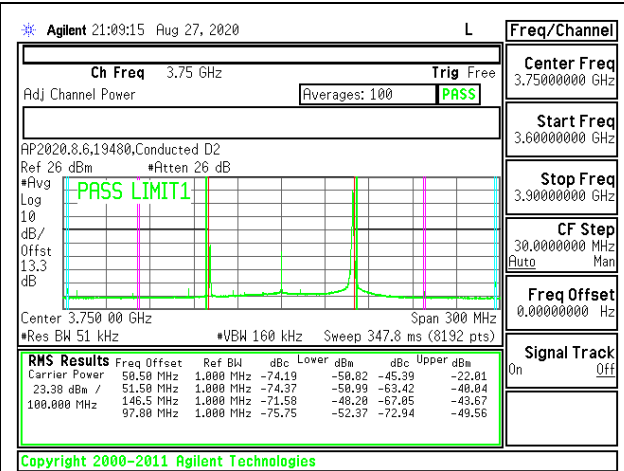 Agilent 21:09:15 Aug 27, 2020 L
Freq/Channel
Ch Freq 3.75 GHz Trig Free
Adj Channel Power Averages: 100 PASS
AP2020.8.6,19480,Conducted D2
Ref 26 dBm #Atten 26 dB
#Avg
Log
10
dB/
Offst
13.3
dB
PASS LIMIT1
Center 3.750 00 GHz Span 300 MHz
#Res BW 51 kHz #VBW 160 kHz Sweep 347.8 ms (8192 pts)
RMS Results Freq Offset Ref BW dBc Lower dBm dBc Upper dBm
Carrier Power 50.50 MHz 1.000 MHz -74.19 -50.82 -45.39 -22.01
23.38 dBm / 51.50 MHz 1.000 MHz -74.37 -50.99 -63.42 -40.04
100.000 MHz 146.5 MHz 1.000 MHz -71.58 -48.20 -67.05 -43.67
97.80 MHz 1.000 MHz -75.75 -52.37 -72.94 -49.56
Copyright 2000-2011 Agilent Technologies
Center Freq
3.75000000 GHz
Start Freq
3.60000000 GHz
Stop Freq
3.90000000 GHz
CF Step
30.0000000 MHz
Auto Man
Freq Offset
0.00000000 Hz
Signal Track
On Off